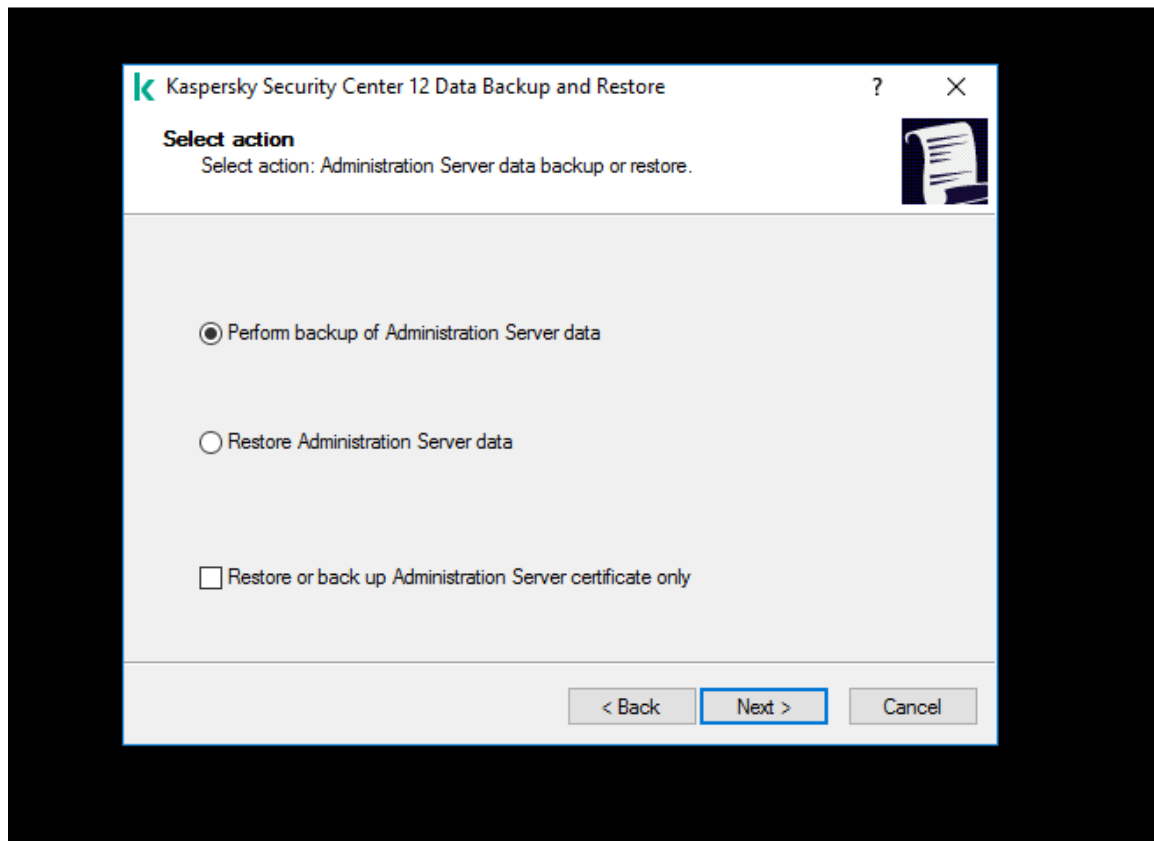 Kaspersky Security Center 12 Data Backup and Restore
?
Select action
Select action: Administration Server data backup or restore.
Perform backup of Administration Server data
Restore Administration Server data
Restore or back up Administration Server certificate only
< Back Next > Cancel